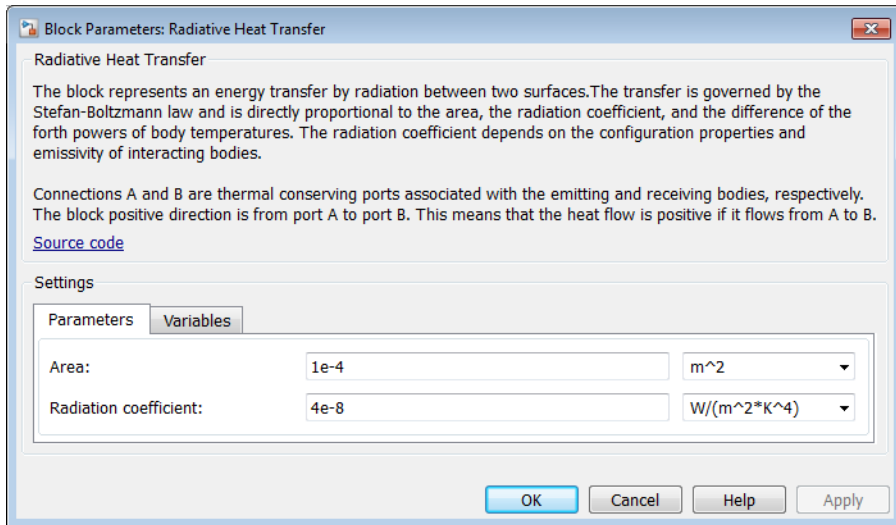 Block Parameters: Radiative Heat Transfer
Radiative Heat Transfer
The block represents an energy transfer by radiation between two surfaces.The transfer is governed by the
Stefan-Boltzmann law and is directly proportional to the area, the radiation coefficient, and the difference of the
forth powers of body temperatures. The radiation coefficient depends on the configuration properties and
emissivity of interacting bodies.
Connections A and B are thermal conserving ports associated with the emitting and receiving bodies, respectively.
The block positive direction is from port A to port B. This means that the heat flow is positive if it flows from A to B.
Source code
Settings
Parameters Variables
Area: 1e-4 m^2
Radiation coefficient: 4e-8 W/(m^2*K^4)
OK Cancel Help Apply